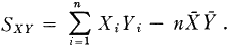 S_{XY} = \sum_{i=1}^{n} X_i Y_i - n\bar{X}\bar{Y}.